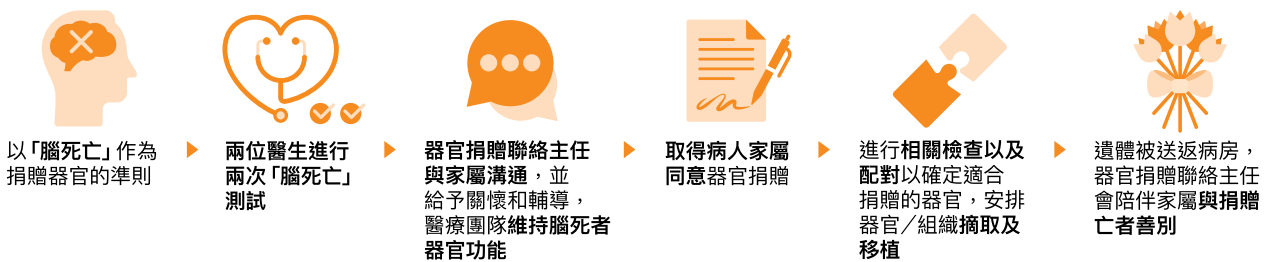 以「腦死亡」作為
捐贈器官的準則
兩位醫生進行
兩次「腦死亡」
測試
器官捐贈聯絡主任
與家屬溝通，並
給予關懷和輔導，
醫療團隊維持腦死者
器官功能
取得病人家屬
同意器官捐贈
進行相關檢查以及
配對以確定適合
捐贈的器官，安排
器官／組織摘取及
移植
遺體被送返病房，
器官捐贈聯絡主任
會陪伴家屬與捐贈
亡者善別